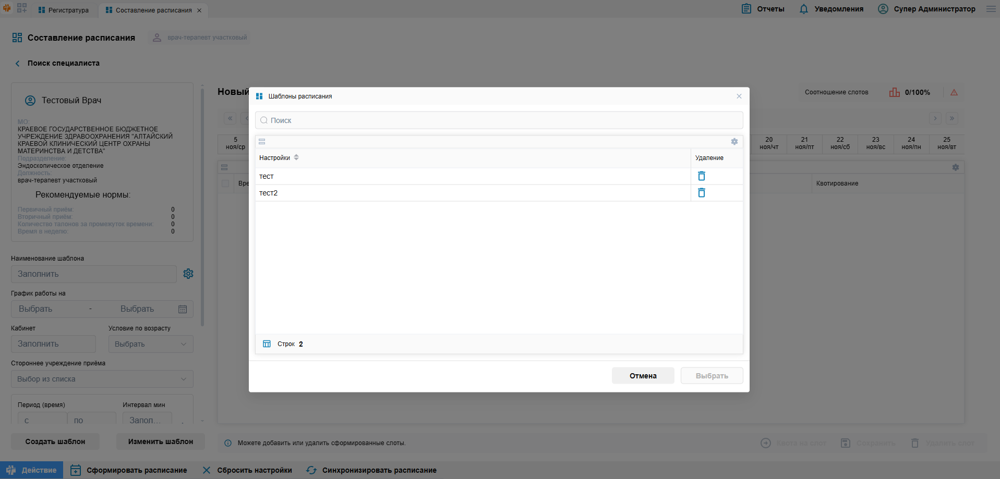 Регистратура
Составление расписания
Отчеты
Уведомления
Супер Администратор
Составление расписания
врач-терапевт участковый
Поиск специалиста
Тестовый Врач
МО:
КРАЕВОЕ ГОСУДАРСТВЕННОЕ БЮДЖЕТНОЕ
УЧРЕЖДЕНИЕ ЗДРАВООХРАНЕНИЯ "АЛТАЙСКИЙ
КРАЕВОЙ КЛИНИЧЕСКИЙ ЦЕНТР ОХРАНЫ
МАТЕРИНСТВА И ДЕТСТВА"
Подразделение:
Эндоскопическое отделение
Должность:
врач-терапевт участковый
Рекомендуемые нормы:
Первичный приём: 0
Вторичный приём: 0
Количество талонов за промежуток времени: 0
Время в неделю: 0
Наименование шаблона
Заполнить
График работы на
Выбрать - Выбрать
Кабинет
Условие по возрасту
Заполнить
Выбрать
Стороннее учреждение приёма
Выбор из списка
Период (время)
Интервал мин
с
по
Запол...
Создать шаблон
Изменить шаблон
Новый
Соотношение слотов
0/100%
5
ноя/ср
20
ноя/чт
21
ноя/пт
22
ноя/сб
23
ноя/вс
24
ноя/пн
25
ноя/вт
Вре
Квотирование
Шаблоны расписания
Поиск
Настройки
Удаление
тест
тест2
Строк 2
Отмена
Выбрать
Можете добавить или удалить сформированные слоты.
Квота на слот
Сохранить
Удалить слот
Действие
Сформировать расписание
Сбросить настройки
Синхронизировать расписание